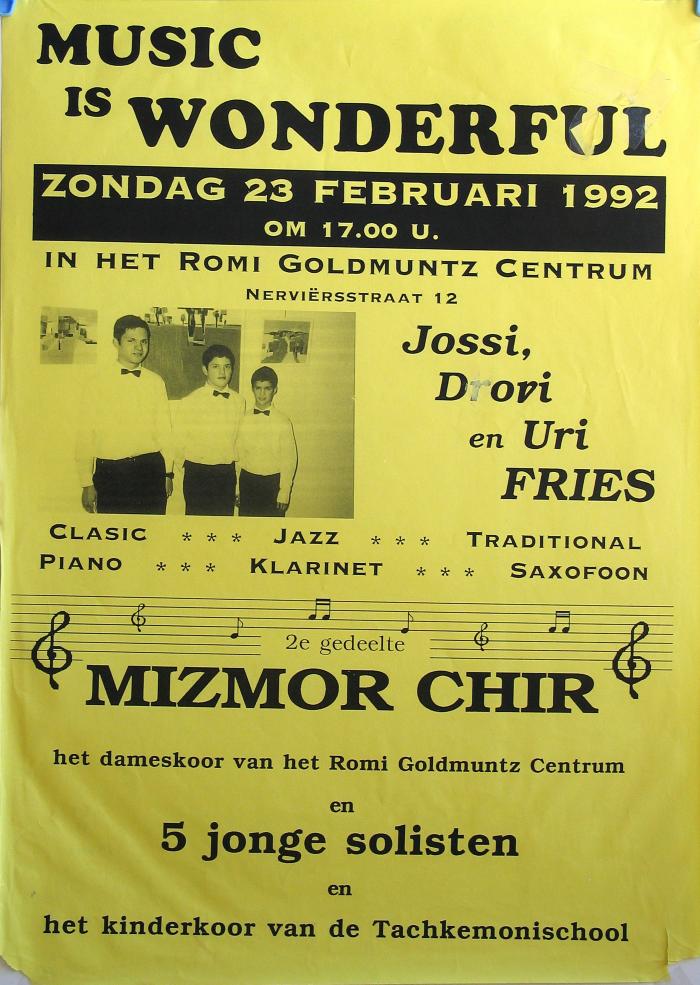 MUSIC
IS WONDERFUL
ZONDAG 23 FEBRUARI 1992
OM 17.00 U.
IN HET ROMI GOLDMUNTZ CENTRUM
NERVIËRSSTRAAT 12
Jossi,
Drovi
en Uri
FRIES
CLASIC *** JAZZ *** TRADITIONAL
PIANO *** KLARINET *** SAXOFOON
2e gedeelte
MIZMOR CHIR
het dameskoor van het Romi Goldmuntz Centrum
en
5 jonge solisten
en
het kinderkoor van de Tachkemonischool